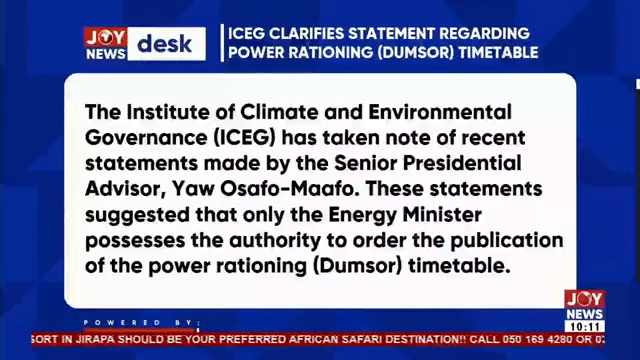 JOY
NEWS
desk
ICEG CLARIFIES STATEMENT REGARDING
POWER RATIONING (DUMSOR) TIMETABLE
The Institute of Climate and Environmental
Governance (ICEG) has taken note of recent
statements made by the Senior Presidential
Advisor, Yaw Osafo-Maafo. These statements
suggested that only the Energy Minister
possesses the authority to order the publication
of the power rationing (Dumsor) timetable.
POWERED BY:
JOY
NEWS
10:11
SORT IN JIRAPA SHOULD BE YOUR PREFERRED AFRICAN SAFARI DESTINATION!! CALL 050 169 4280 OR 0